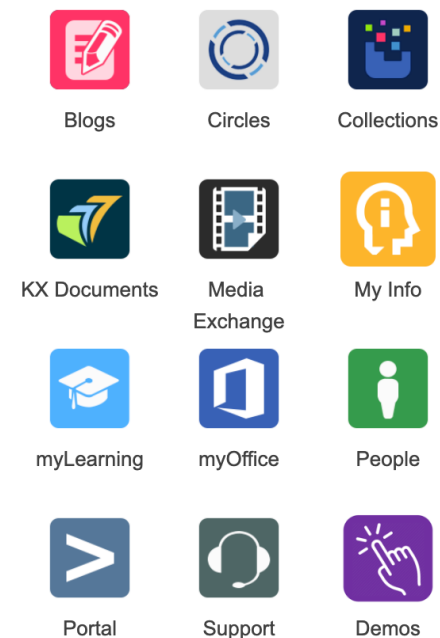 Blogs
Circles
Collections
KX Documents
Media
Exchange
My Info
myLearning
myOffice
People
Portal
Support
Demos